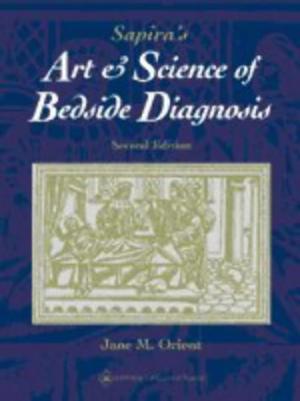 Sapira's
Art & Science of
Bedside Diagnosis
Second Edition
Jane M. Orient